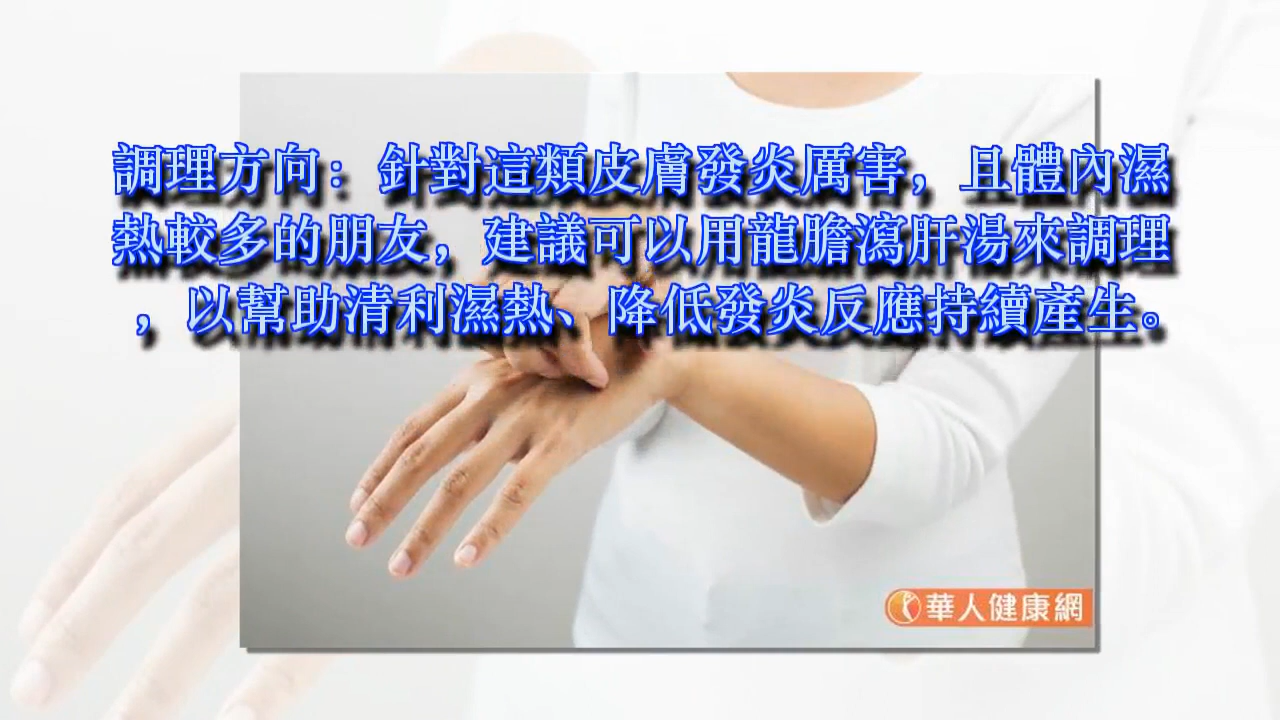 調理方向：針對這類皮膚發炎厲害，且體內濕
熱較多的朋友，建議可以用龍膽瀉肝湯來調理
，以幫助清利濕熱、降低發炎反應持續產生。
華人健康網